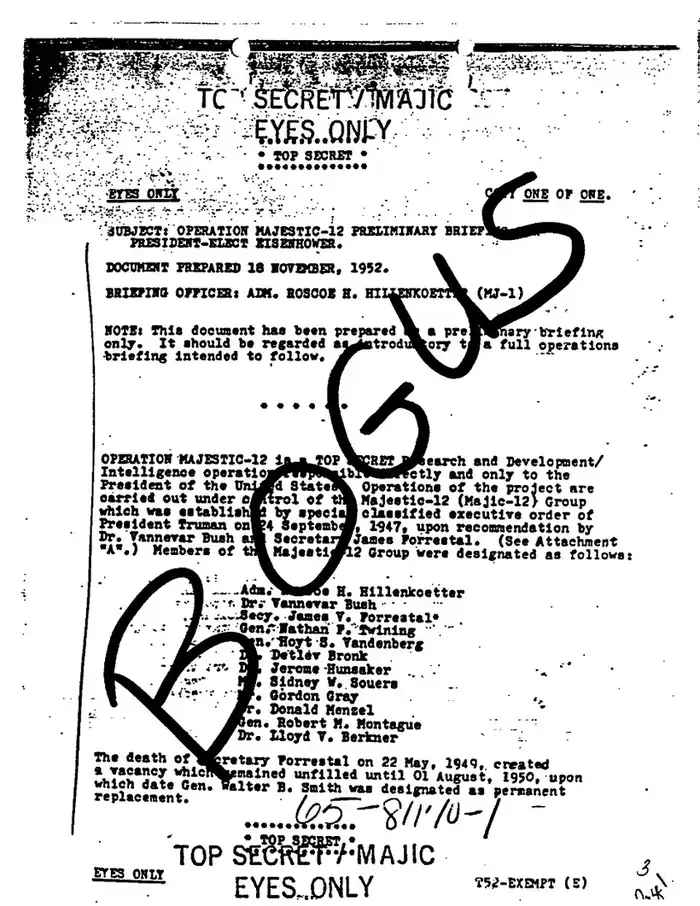 TOP SECRET / MAJIC
EYES ONLY
* TOP SECRET *
EYES ONLY COPY ONE OF ONE.
SUBJECT: OPERATION MAJESTIC-12 PRELIMINARY BRIEFING
PRESIDENT-ELECT EISENHOWER.
DOCUMENT PREPARED 18 NOVEMBER, 1952.
BRIEFING OFFICER: ADM. ROSCOE H. HILLENKOETTER (MJ-1)
NOTE: This document has been prepared as a preliminary briefing
only. It should be regarded as introductory to a full operations
briefing intended to follow.
* * * * * *
OPERATION MAJESTIC-12 is a TOP SECRET Research and Development/
Intelligence operation responsible directly and only to the
President of the United States. Operations of the project are
carried out under control of the Majestic-12 (Majic-12) Group
which was established by special classified executive order of
President Truman on 24 September, 1947, upon recommendation by
Dr. Vannevar Bush and Secretary James Forrestal. (See Attachment
"A".) Members of the Majestic-12 Group were designated as follows:
Adm. Roscoe H. Hillenkoetter
Dr. Vannevar Bush
Secy. James V. Forrestal*
Gen. Nathan F. Twining
Gen. Hoyt S. Vandenberg
Dr. Detlev Bronk
Dr. Jerome Hunsaker
Mr. Sidney W. Souers
Mr. Gordon Gray
Dr. Donald Menzel
Gen. Robert M. Montague
Dr. Lloyd V. Berkner
The death of Secretary Forrestal on 22 May, 1949, created
a vacancy which remained unfilled until 01 August, 1950, upon
which date Gen. Walter B. Smith was designated as permanent
replacement.
65-81170-1
* TOP SECRET *
TOP SECRET / MAJIC
EYES ONLY EYES ONLY T52-EXEMPT (E)
3
BOGUS